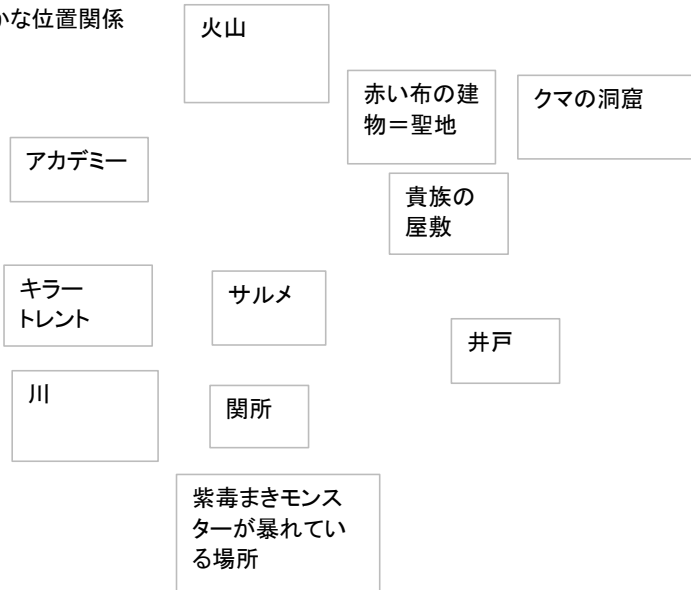 かな位置関係
火山
赤い布の建
物＝聖地
クマの洞窟
アカデミー
貴族の
屋敷
キラー
トレント
サルメ
井戸
川
関所
紫毒まきモンス
ターが暴れてい
る場所